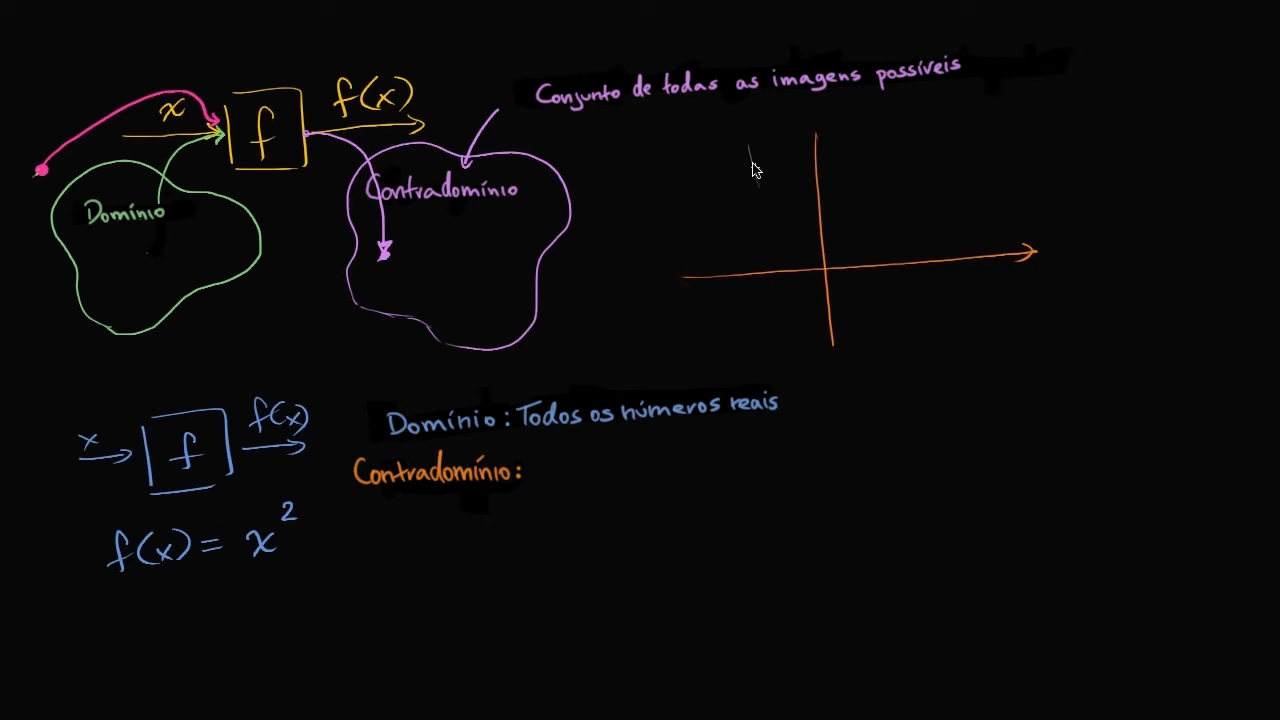 x
f
f(x)
Conjunto de todas as imagens possíveis
Domínio
Contradomínio
x
f
f(x)
Domínio: Todos os números reais
Contradomínio:
f(x) = x²